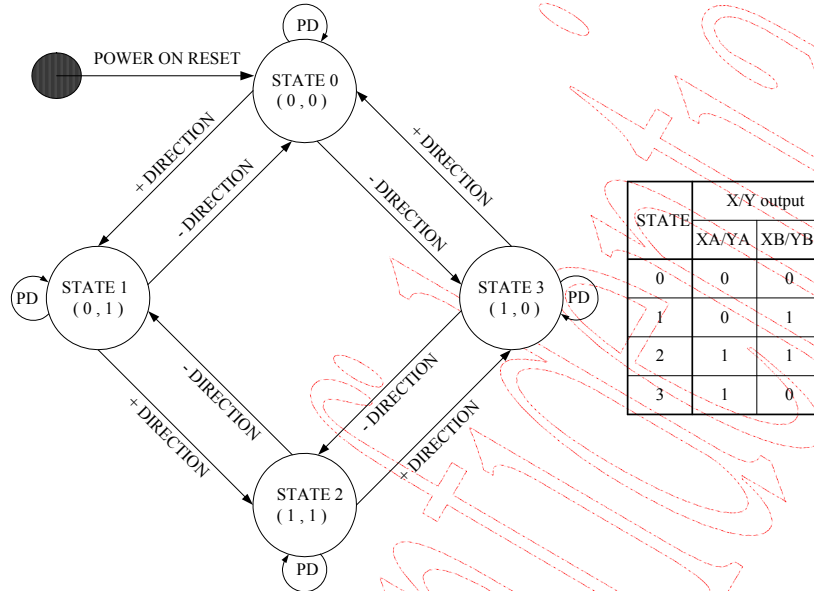 PD
POWER ON RESET
STATE 0
( 0 , 0 )
+ DIRECTION
- DIRECTION
- DIRECTION
+ DIRECTION
PD
STATE 1
( 0 , 1 )
STATE 3
( 1 , 0 )
PD
+ DIRECTION
- DIRECTION
- DIRECTION
+ DIRECTION
STATE 2
( 1 , 1 )
PD
STATE X/Y output
XA/YA XB/YB
0 0 0
1 0 1
2 1 1
3 1 0